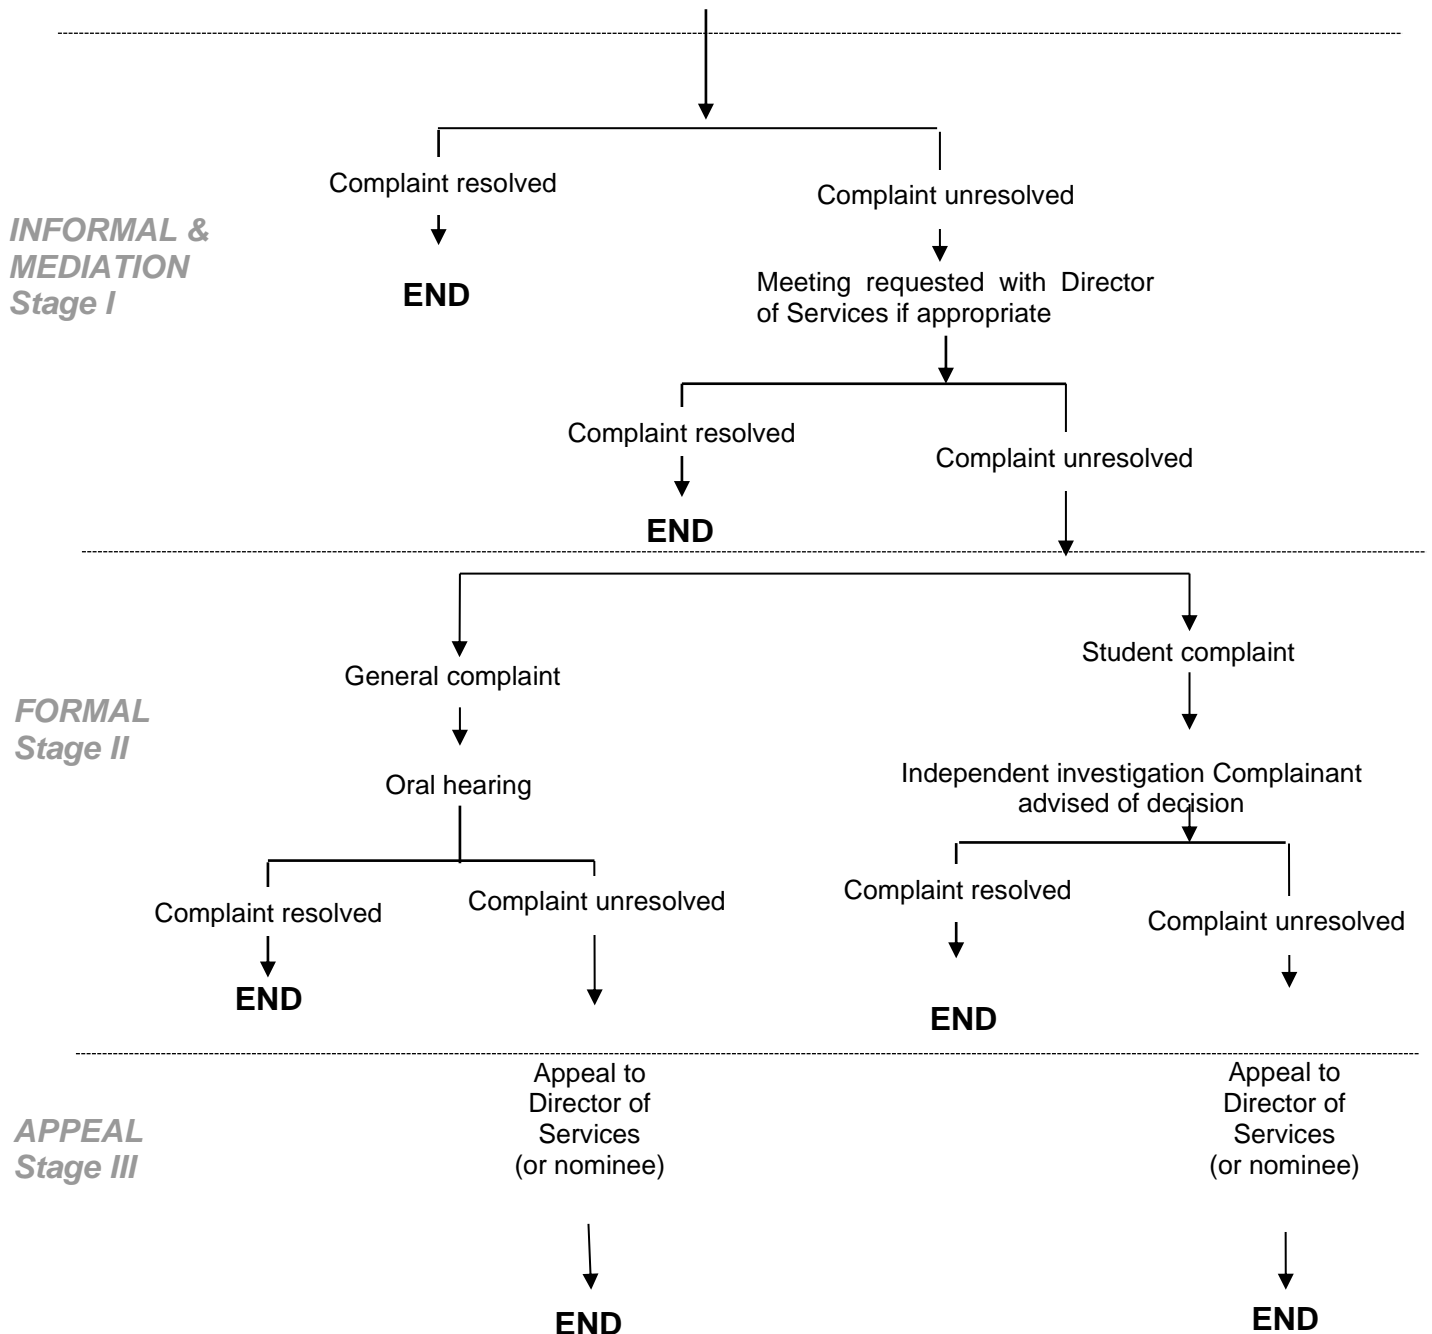 Complaint resolved
Complaint unresolved
INFORMAL &
MEDIATION
Stage I
END
Meeting requested with Director
of Services if appropriate
Complaint resolved
Complaint unresolved
END
General complaint
Student complaint
FORMAL
Stage II
Oral hearing
Independent investigation Complainant
advised of decision
Complaint resolved
Complaint unresolved
Complaint resolved
Complaint unresolved
END
END
APPEAL
Stage III
Appeal to
Director of
Services
(or nominee)
Appeal to
Director of
Services
(or nominee)
END
END